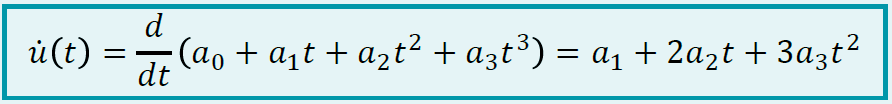 u̇(t) = d/dt (a₀ + a₁t + a₂t² + a₃t³) = a₁ + 2a₂t + 3a₃t²